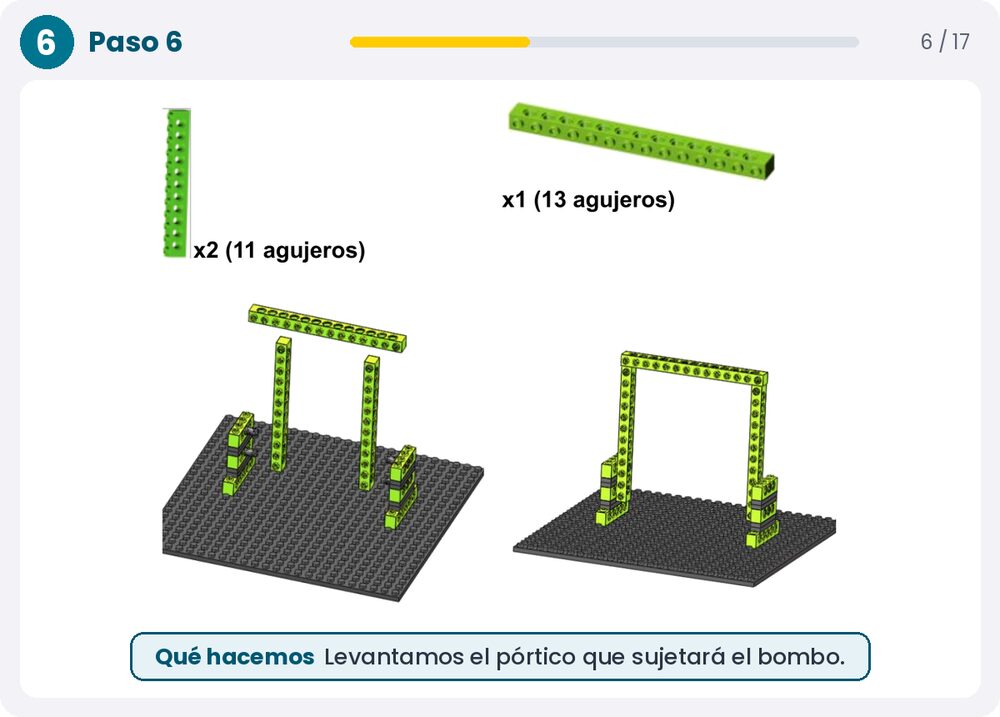 6 Paso 6 6 / 17
x1 (13 agujeros)
x2 (11 agujeros)
Qué hacemos Levantamos el pórtico que sujetará el bombo.